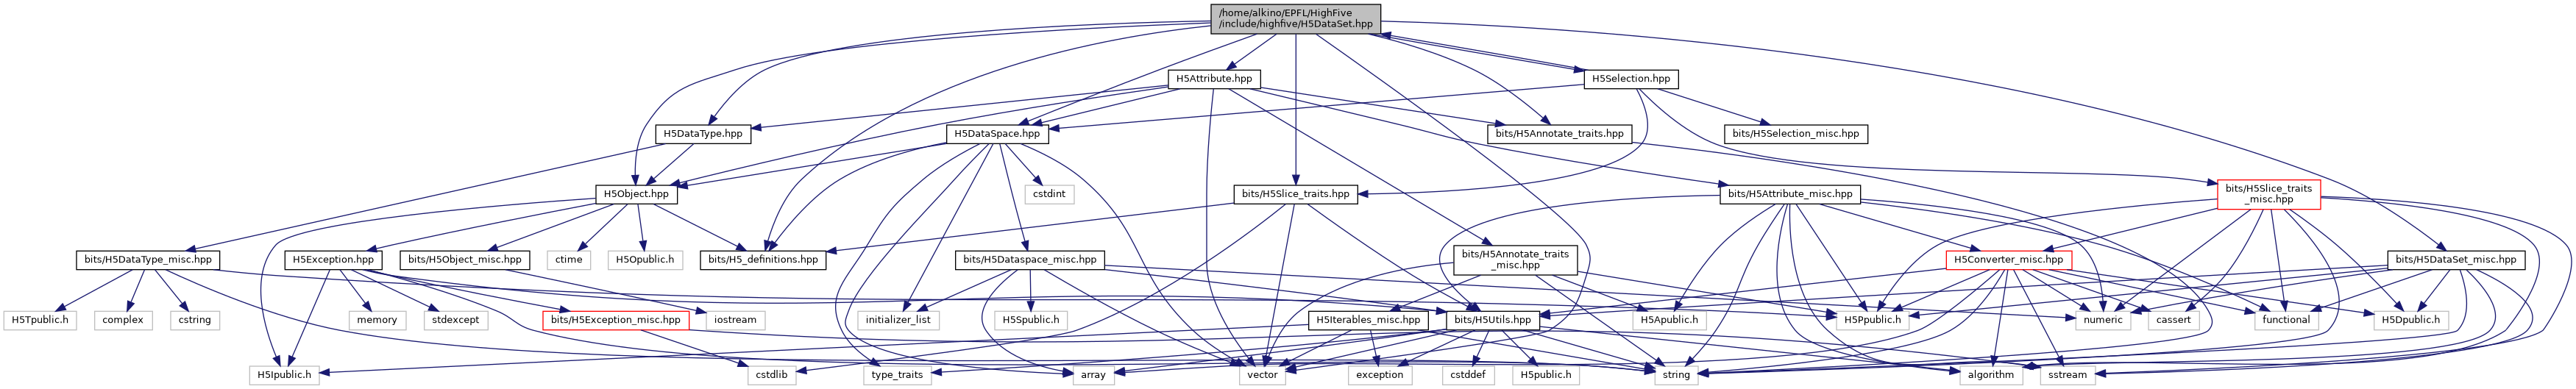 /home/alkino/EPFL/HighFive
/include/highfive/H5DataSet.hpp
H5Attribute.hpp
H5Selection.hpp
H5DataType.hpp
H5DataSpace.hpp
bits/H5Annotate_traits.hpp
bits/H5Selection_misc.hpp
H5Object.hpp
cstdint
bits/H5Slice_traits.hpp
bits/H5Attribute_misc.hpp
bits/H5Slice_traits
_misc.hpp
bits/H5DataType_misc.hpp
H5Exception.hpp
bits/H5Object_misc.hpp
ctime
H5Opublic.h
bits/H5_definitions.hpp
bits/H5Dataspace_misc.hpp
bits/H5Annotate_traits
_misc.hpp
H5Converter_misc.hpp
bits/H5DataSet_misc.hpp
H5Tpublic.h
complex
cstring
memory
stdexcept
bits/H5Exception_misc.hpp
iostream
initializer_list
H5Spublic.h
H5Iterables_misc.hpp
bits/H5Utils.hpp
H5Apublic.h
H5Ppublic.h
numeric
cassert
functional
H5Dpublic.h
H5Ipublic.h
cstdlib
type_traits
array
vector
exception
cstddef
H5public.h
string
algorithm
sstream